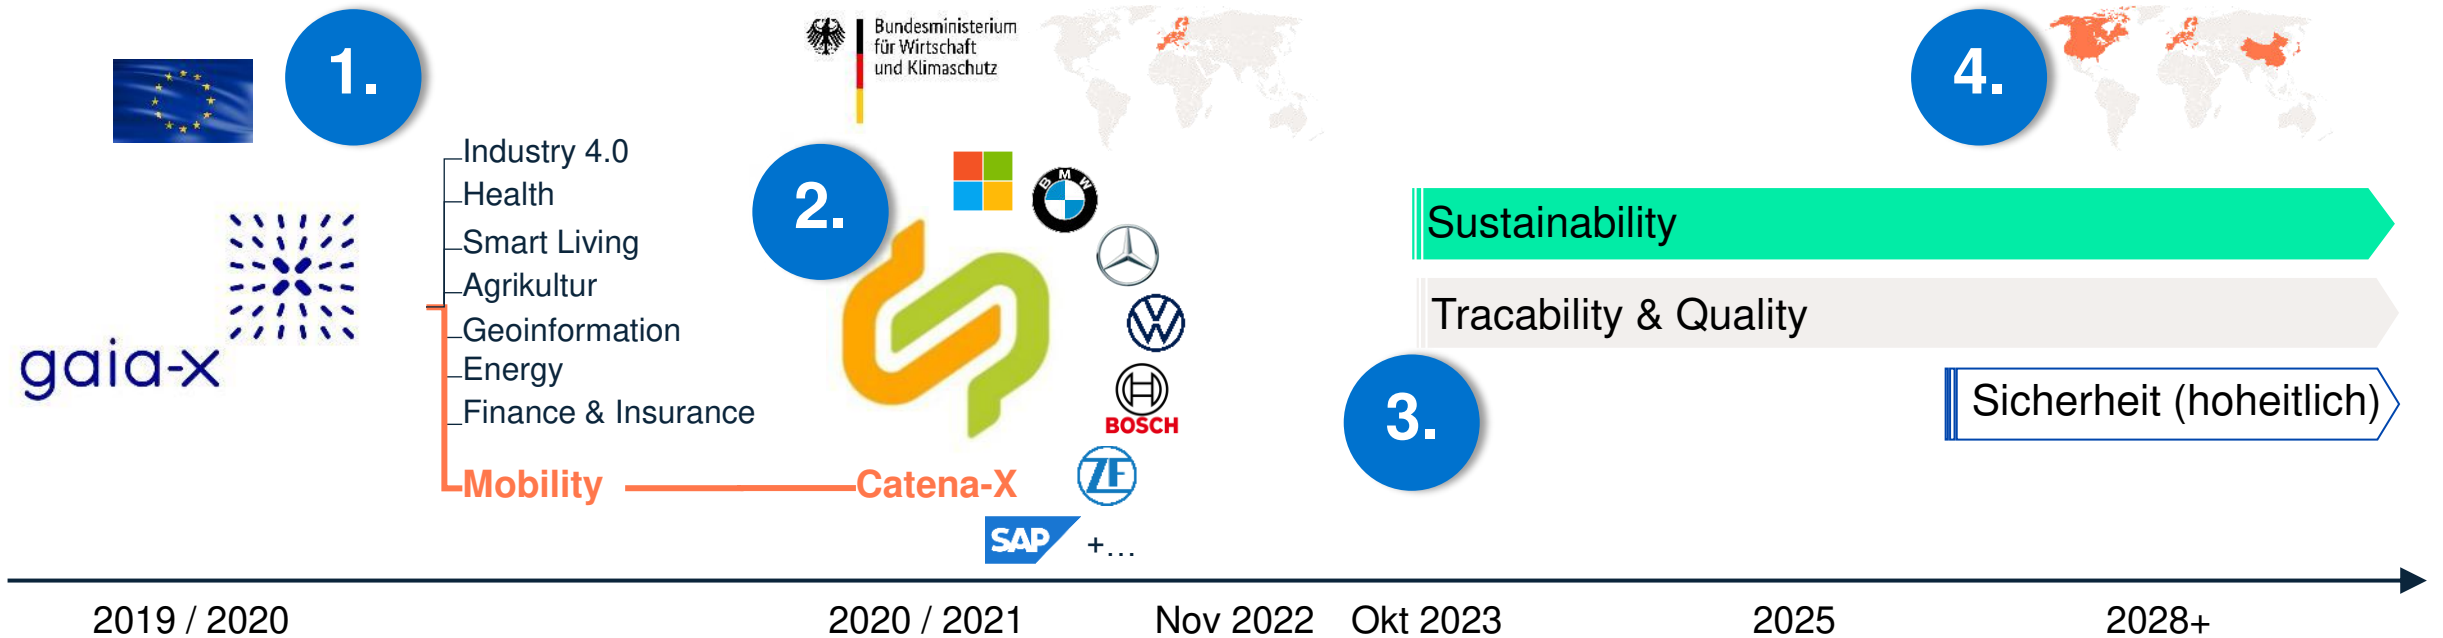 1.
gaia-x
Industry 4.0
Health
Smart Living
Agrikultur
Geoinformation
Energy
Finance & Insurance
Mobility
Bundesministerium
für Wirtschaft
und Klimaschutz
2.
BMW
BOSCH
ZF
Catena-X
SAP
+...
3.
4.
Sustainability
Tracability & Quality
Sicherheit (hoheitlich)
2019 / 2020
2020 / 2021
Nov 2022
Okt 2023
2025
2028+